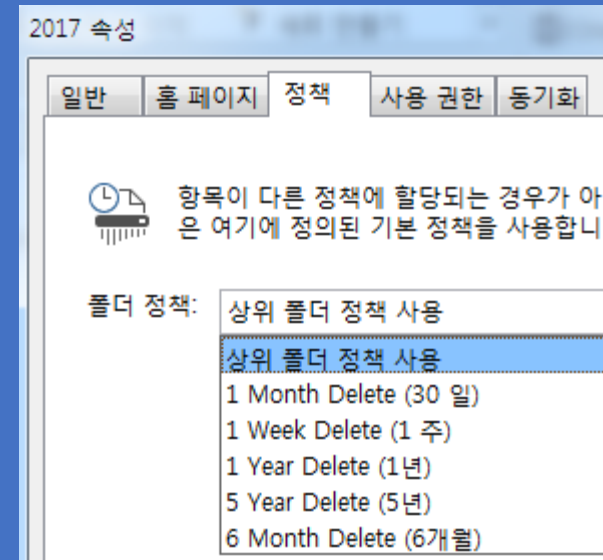 2017 속성
일반 홈 페이지 정책 사용 권한 동기화
항목이 다른 정책에 할당되는 경우가 아
은 여기에 정의된 기본 정책을 사용합니
폴더 정책: 상위 폴더 정책 사용
상위 폴더 정책 사용
1 Month Delete (30 일)
1 Week Delete (1 주)
1 Year Delete (1년)
5 Year Delete (5년)
6 Month Delete (6개월)